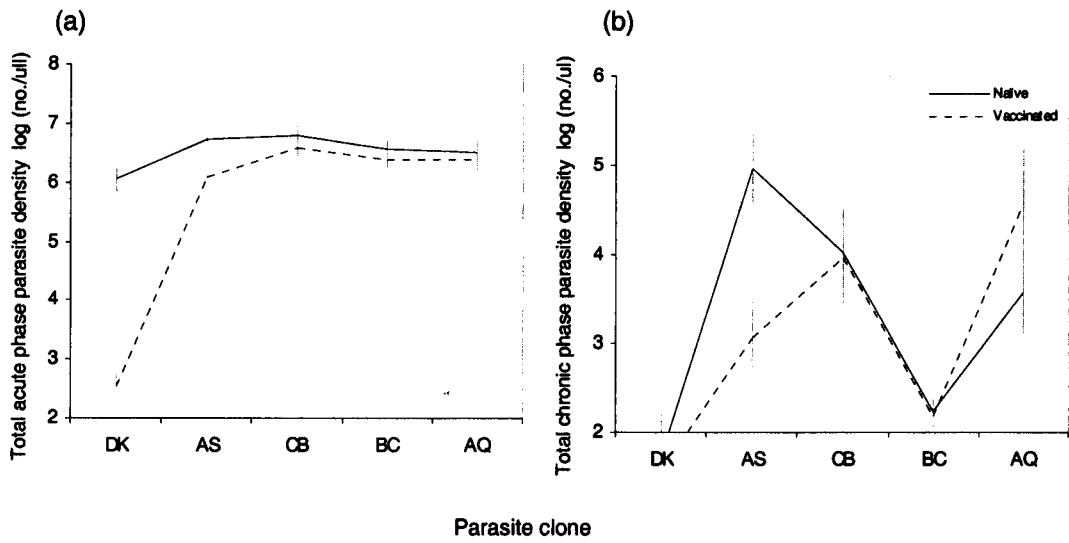 (a)
Total acute phase parasite density log (no./ull)
8
7
6
5
4
3
2
DK AS CB BC AQ
(b)
Total chronic phase parasite density log (no./ul)
6
5
4
3
2
Naïve
Vaccinated
DK AS CB BC AQ
Parasite clone